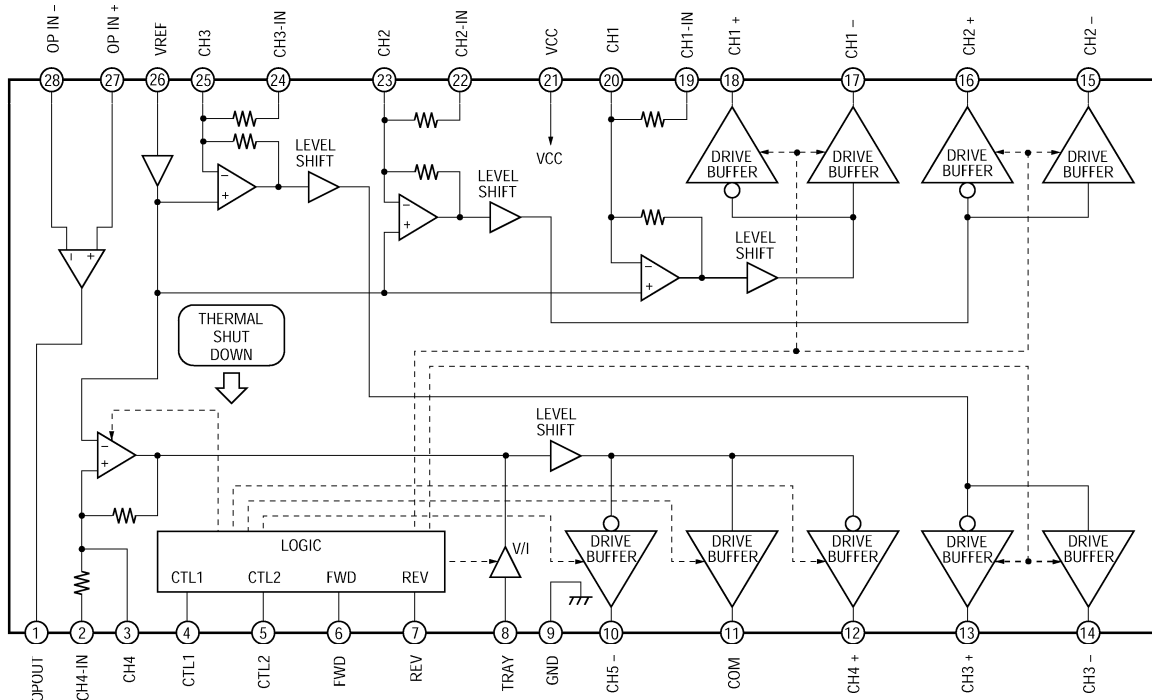 OP IN -
OP IN +
VREF
CH3
CH3-IN
CH2
CH2-IN
VCC
CH1
CH1-IN
CH1 +
CH1 -
CH2 +
CH2 -
28
27
26
25
24
23
22
21
20
19
18
17
16
15
LEVEL
SHIFT
VCC
DRIVE
BUFFER
DRIVE
BUFFER
DRIVE
BUFFER
DRIVE
BUFFER
LEVEL
SHIFT
LEVEL
SHIFT
- +
-
+
-
+
-
+
THERMAL
SHUT
DOWN
LEVEL
SHIFT
-
+
LOGIC
CTL1
CTL2
FWD
REV
V/I
DRIVE
BUFFER
DRIVE
BUFFER
DRIVE
BUFFER
DRIVE
BUFFER
DRIVE
BUFFER
1
2
3
4
5
6
7
8
9
10
11
12
13
14
OPOUT
CH4-IN
CH4
CTL1
CTL2
FWD
REV
TRAY
GND
CH5 -
COM
CH4 +
CH3 +
CH3 -